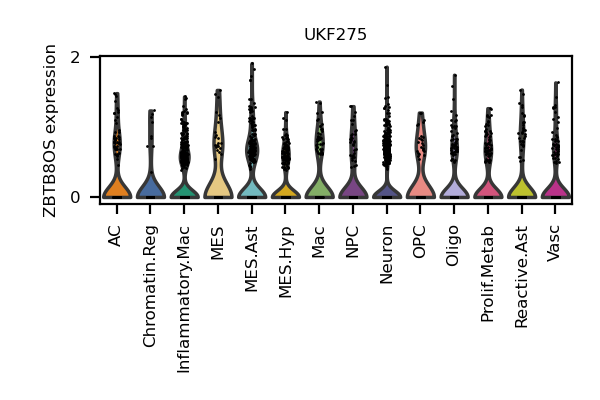 UKF275
ZBTB8OS expression
2
0
AC
Chromatin.Reg
Inflammatory.Mac
MES
MES.Ast
MES.Hyp
Mac
NPC
Neuron
OPC
Oligo
Prolif.Metab
Reactive.Ast
Vasc